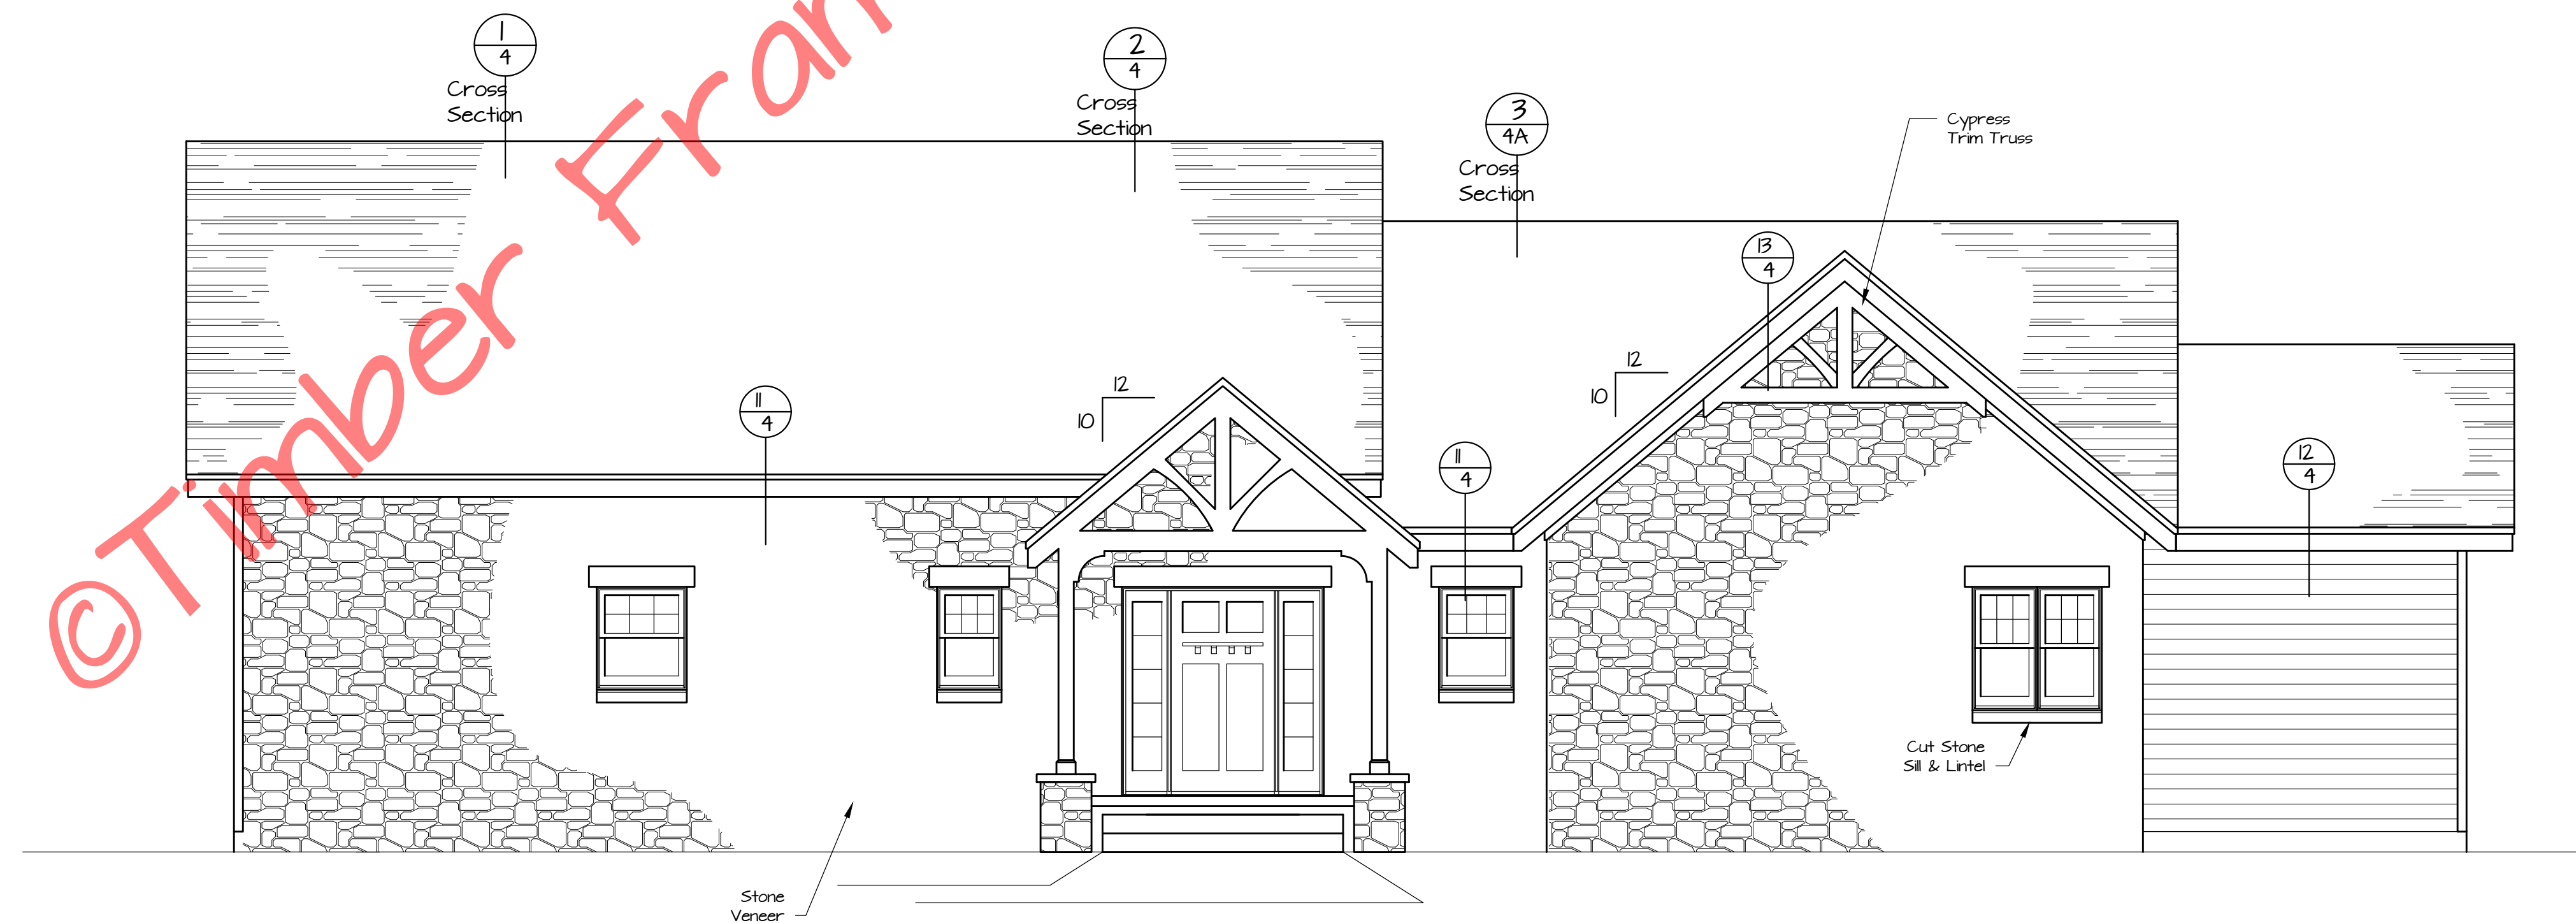 1
4
Cross
Section
2
4
Cross
Section
3
4A
Cross
Section
Cypress
Trim Truss
13
4
12
10
12
10
11
4
11
4
12
4
Cut Stone
Sill & Lintel
Stone
Veneer
©Timber Fram